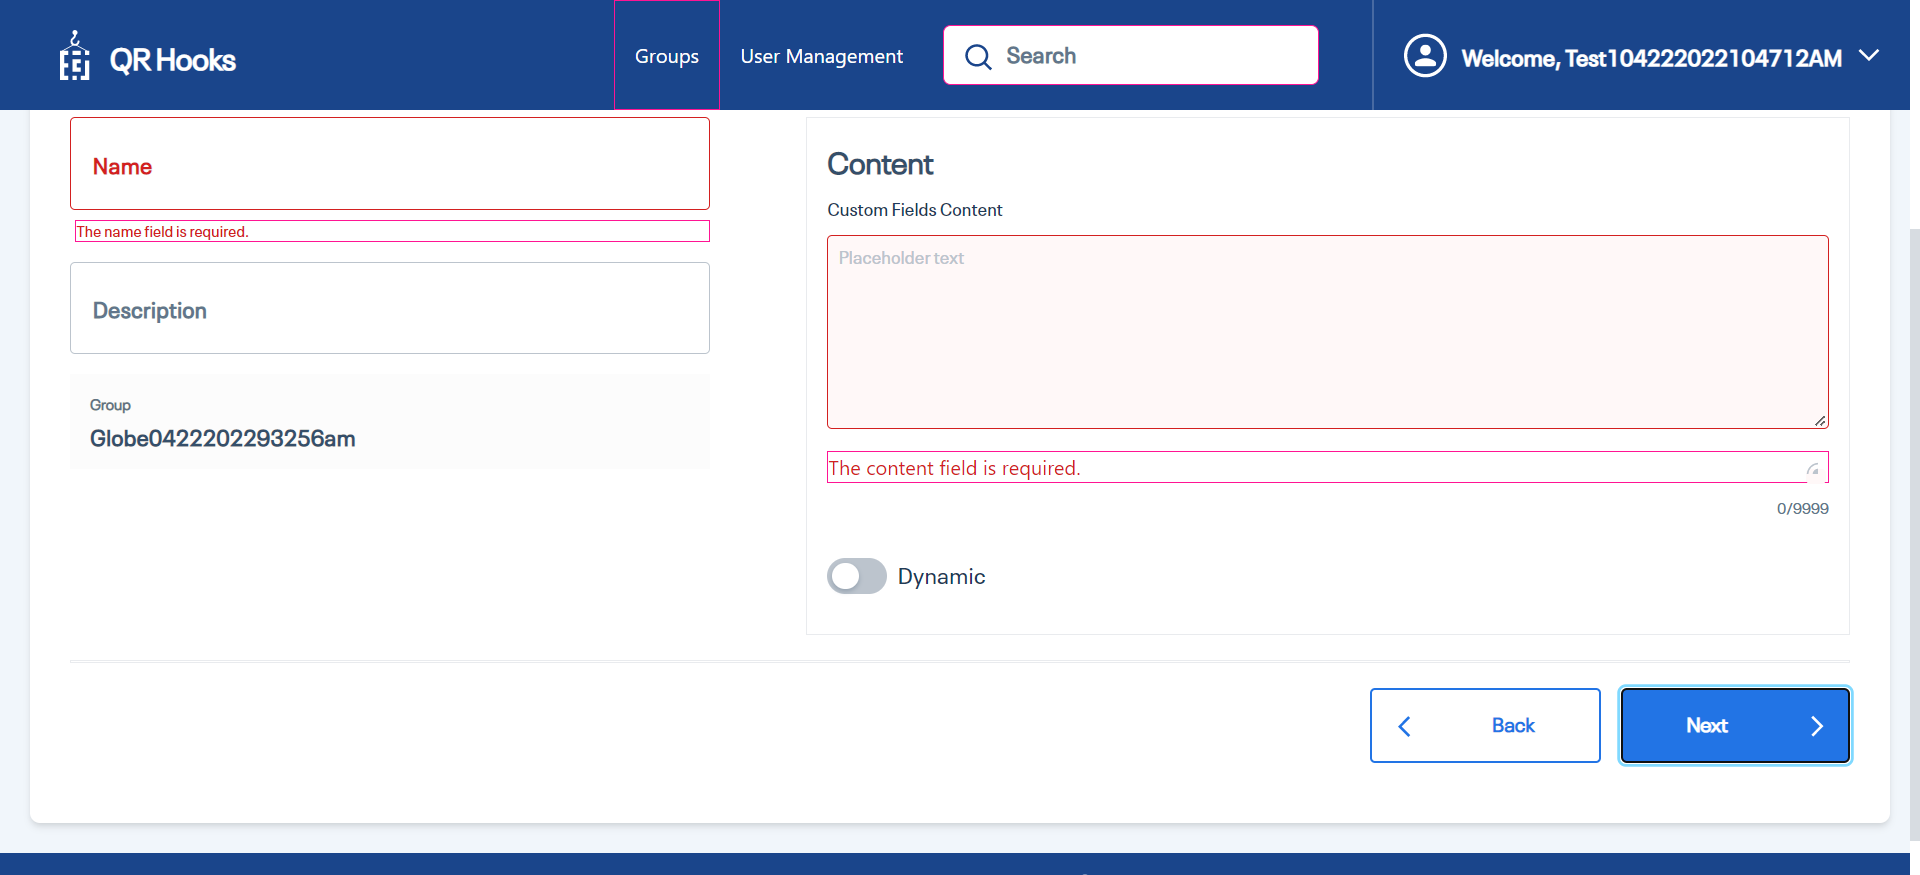 QR Hooks
Groups
User Management
Search
Welcome, Test104222022104712AM
Name
The name field is required.
Description
Group
Globe0422202293256am
Content
Custom Fields Content
Placeholder text
The content field is required.
0/9999
Dynamic
Back
Next